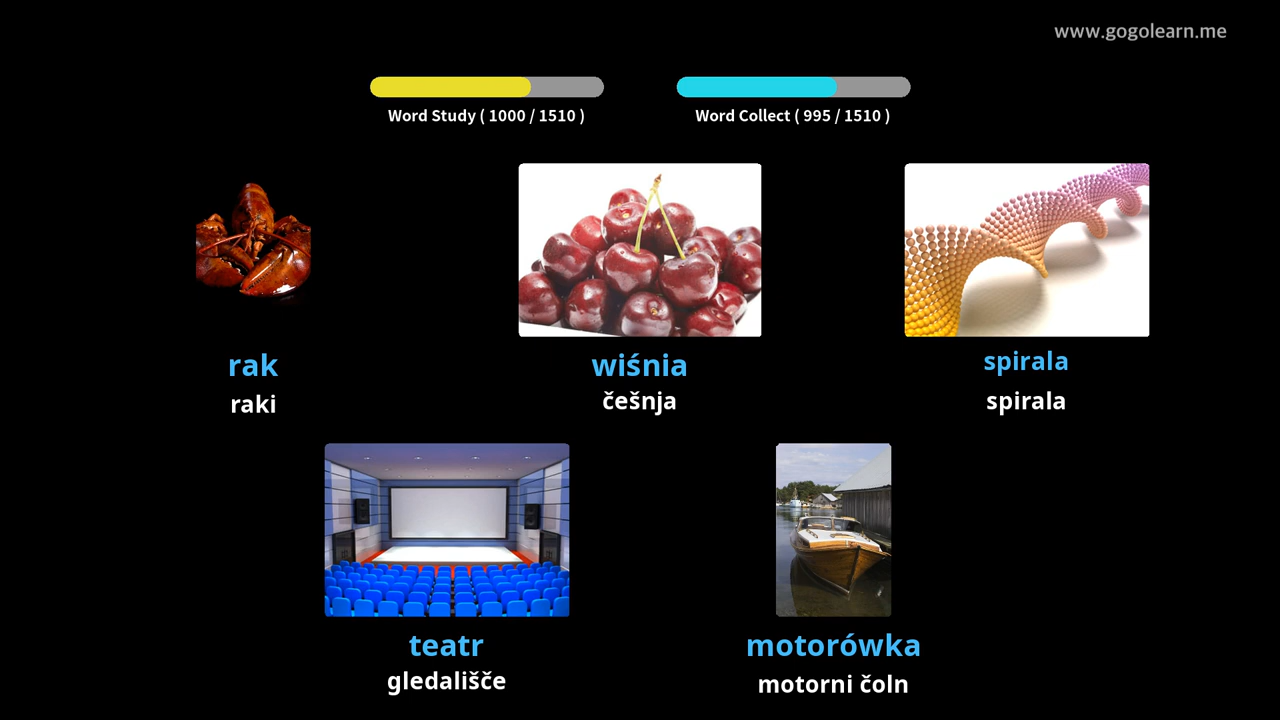 www.gogolearn.me
Word Study ( 1000 / 1510 )
Word Collect ( 995 / 1510 )
rak
raki
wiśnia
češnja
spirala
spirala
teatr
gledališče
motorówka
motorni čoln